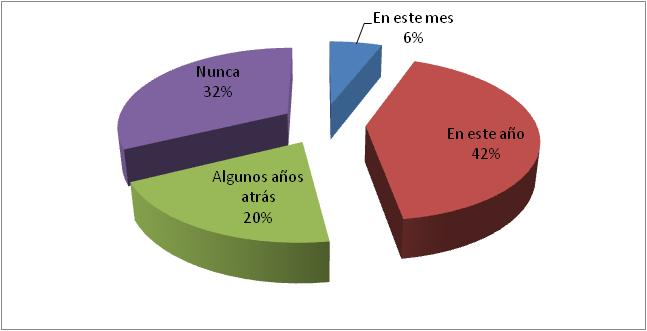 En este mes
6%
Nunca
32%
En este año
42%
Algunos años
atrás
20%